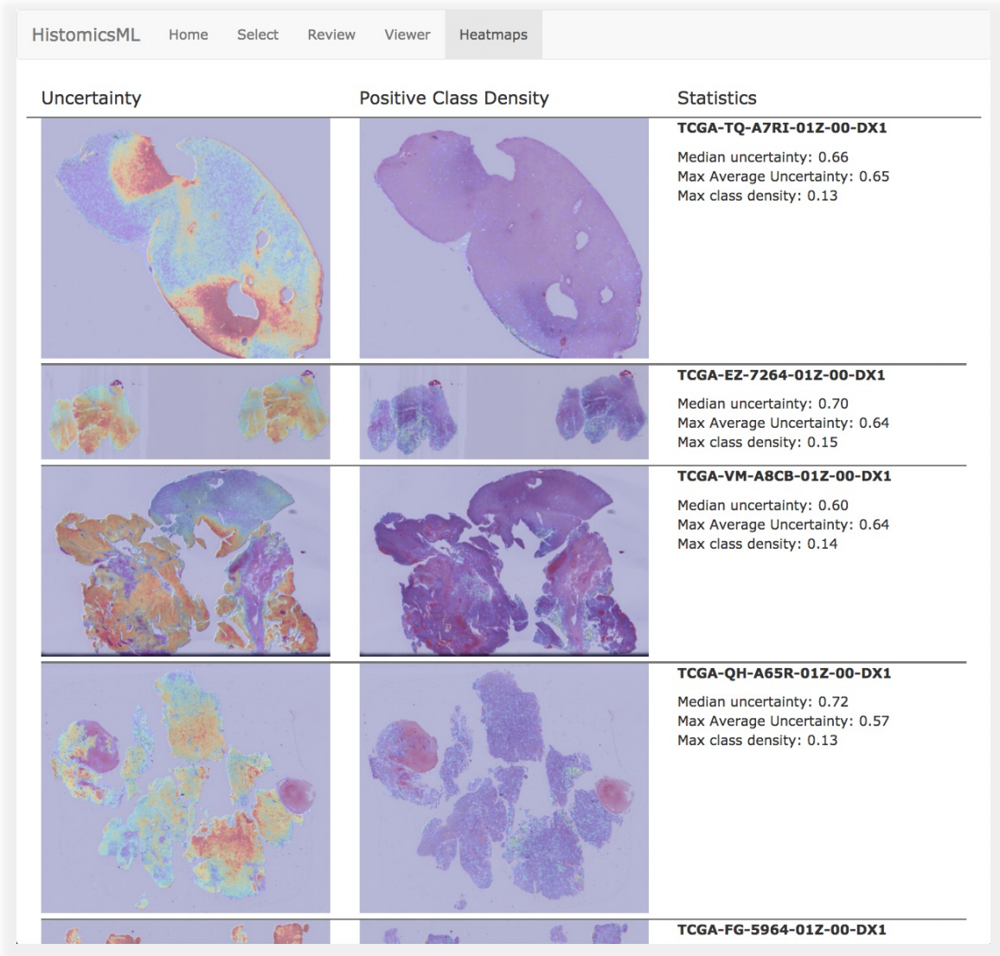 HistomicsML Home Select Review Viewer Heatmaps
Uncertainty Positive Class Density Statistics
TCGA-TQ-A7RI-01Z-00-DX1
Median uncertainty: 0.66
Max Average Uncertainty: 0.65
Max class density: 0.13
TCGA-EZ-7264-01Z-00-DX1
Median uncertainty: 0.70
Max Average Uncertainty: 0.64
Max class density: 0.15
TCGA-VM-A8CB-01Z-00-DX1
Median uncertainty: 0.60
Max Average Uncertainty: 0.64
Max class density: 0.14
TCGA-QH-A65R-01Z-00-DX1
Median uncertainty: 0.72
Max Average Uncertainty: 0.57
Max class density: 0.13
TCGA-FG-5964-01Z-00-DX1